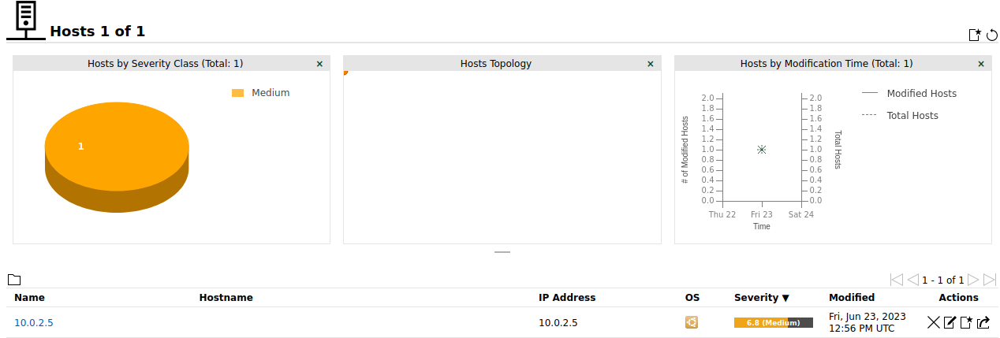 Hosts 1 of 1
Hosts by Severity Class (Total: 1) ×
Medium
1
Hosts Topology ×
Hosts by Modification Time (Total: 1) ×
Modified Hosts
Total Hosts
# of Modified Hosts
2.0
1.8
1.6
1.4
1.2
1.0
0.8
0.6
0.4
0.2
0.0
2.0
1.8
1.6
1.4
1.2
1.0
0.8
0.6
0.4
0.2
0.0
Total Hosts
Thu 22 Fri 23 Sat 24
Time
1 - 1 of 1
Name Hostname IP Address OS Severity ▼ Modified Actions
10.0.2.5 10.0.2.5 6.8 (Medium) Fri, Jun 23, 2023
12:56 PM UTC